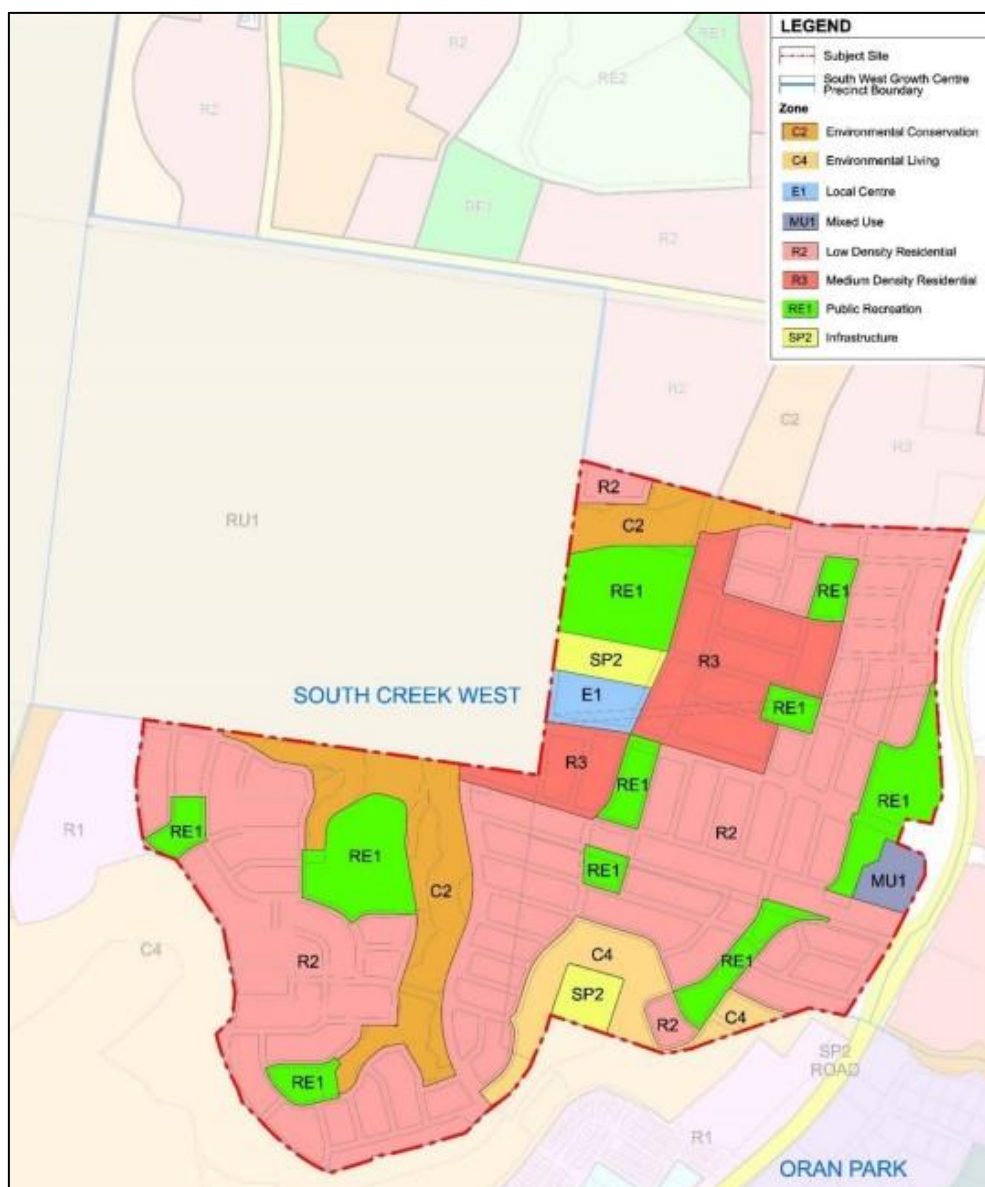 LEGEND
Subject Site
South West Growth Centre
Precinct Boundary
Zone
C2 Environmental Conservation
C4 Environmental Living
E1 Local Centre
MU1 Mixed Use
R2 Low Density Residential
R3 Medium Density Residential
RE1 Public Recreation
SP2 Infrastructure
R2
RE1
RE2
R2
RE1
R2
R2
C2
R2
RU1
R2
C2
RE1
RE1
SP2
R3
SOUTH CREEK WEST
E1
RE1
R3
RE1
RE1
R2
R1
RE1
RE1
RE1
C2
MU1
C4
R2
C4
RE1
SP2
R2
C4
SP2
ROAD
RE1
R1
ORAN PARK